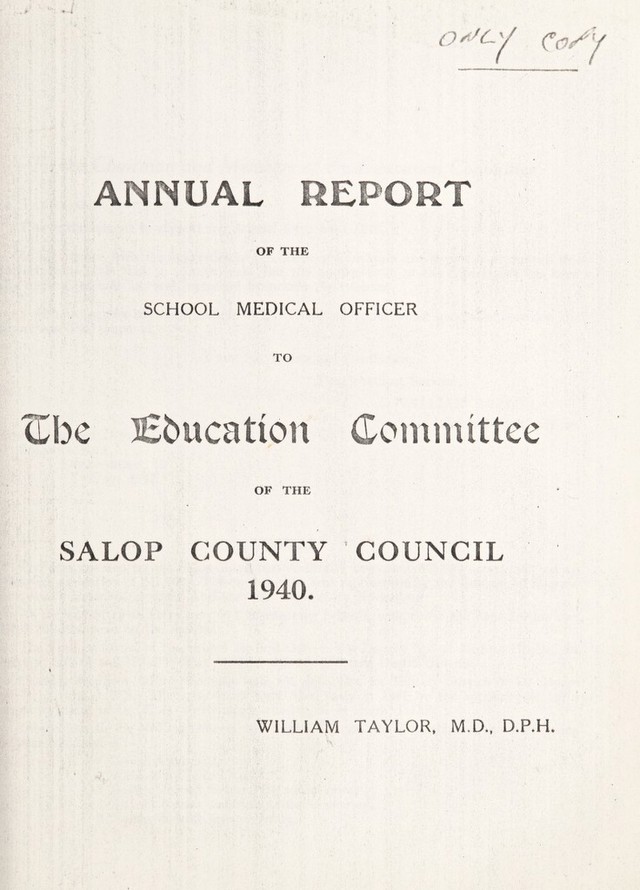 ONLY COPY
ANNUAL REPORT
OF THE
SCHOOL MEDICAL OFFICER
TO
The Education Committee
OF THE
SALOP COUNTY COUNCIL
1940.
WILLIAM TAYLOR, M.D., D.P.H.